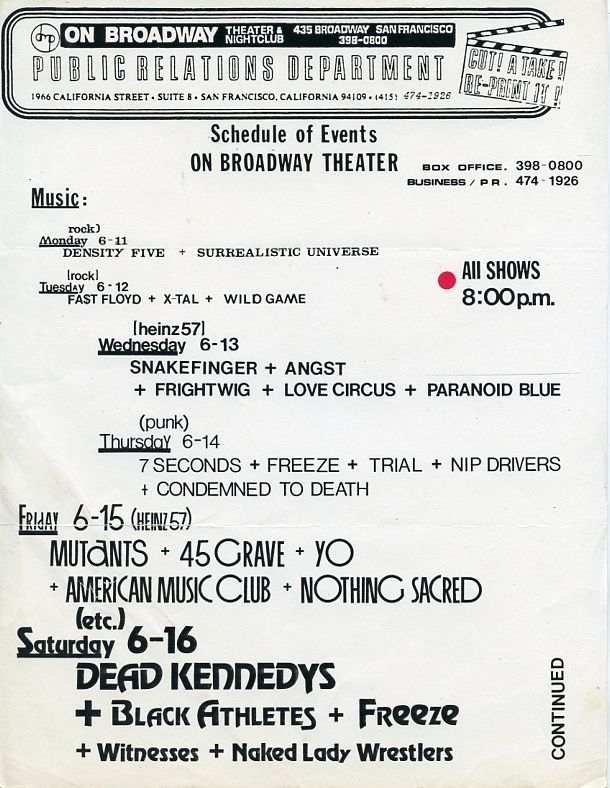 dmp ON BROADWAY THEATER & NIGHTCLUB 435 BROADWAY SAN FRANCISCO 398-0800
PUBLIC RELATIONS DEPARTMENT
CUT! A TAKE! RE-PRINT IT!
1966 CALIFORNIA STREET • SUITE 8 • SAN FRANCISCO, CALIFORNIA 94109 • (415) 474-1926
Schedule of Events
ON BROADWAY THEATER
BOX OFFICE. 398-0800
BUSINESS / PR. 474-1926
Music:
rock)
Monday 6-11
DENSITY FIVE + SURREALISTIC UNIVERSE
All SHOWS
8:00 p.m.
(rock)
Tuesday 6-12
FA$T FLOYD + X-TAL + WILD GAME
(heinz 57)
Wednesday 6-13
SNAKEFINGER + ANGST
+ FRIGHTWIG + LOVE CIRCUS + PARANOID BLUE
(punk)
Thursday 6-14
7 SECONDS + FREEZE + TRIAL + NIP DRIVERS
+ CONDEMNED TO DEATH
FRIDAY 6-15 (HEINZ 57)
MUTANTS + 45 GRAVE + YO
+ AMERICAN MUSIC CLUB + NOTHING SACRED
(etc.)
Saturday 6-16
DEAD KENNEDYS
+ BLACK ATHLETES + FREEZE
+ Witnesses + Naked Lady Wrestlers
CONTINUED